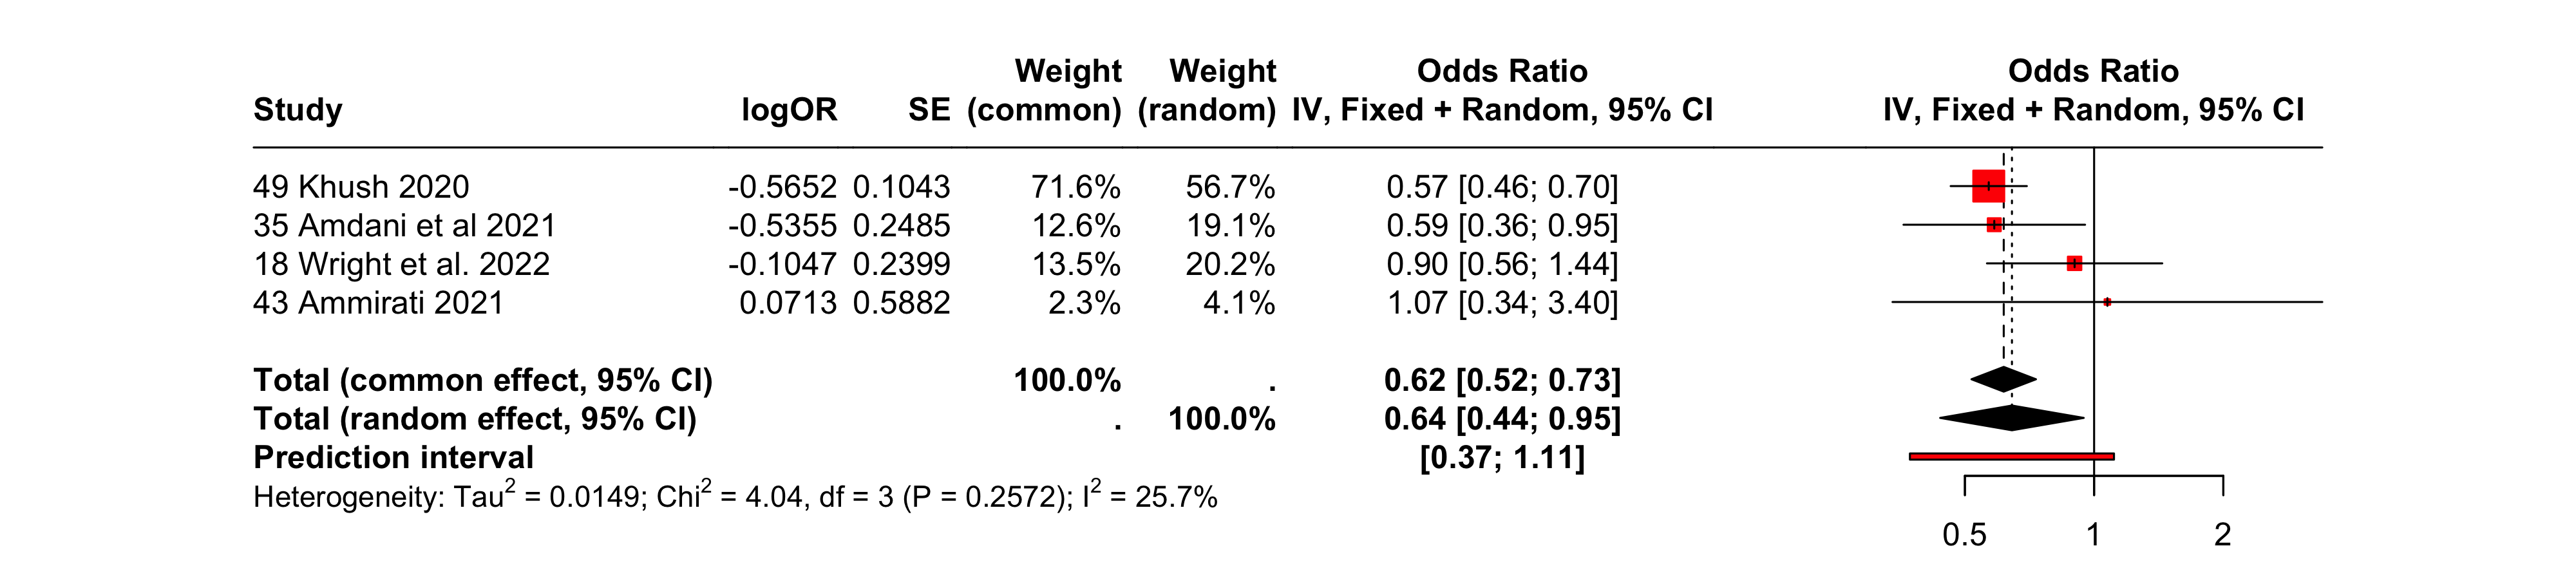 Weight Weight Odds Ratio Odds Ratio
Study logOR SE (common) (random) IV, Fixed + Random, 95% CI IV, Fixed + Random, 95% CI
49 Khush 2020 -0.5652 0.1043 71.6% 56.7% 0.57 [0.46; 0.70]
35 Amdani et al 2021 -0.5355 0.2485 12.6% 19.1% 0.59 [0.36; 0.95]
18 Wright et al. 2022 -0.1047 0.2399 13.5% 20.2% 0.90 [0.56; 1.44]
43 Ammirati 2021 0.0713 0.5882 2.3% 4.1% 1.07 [0.34; 3.40]
Total (common effect, 95% CI) 100.0% . 0.62 [0.52; 0.73]
Total (random effect, 95% CI) . 100.0% 0.64 [0.44; 0.95]
Prediction interval [0.37; 1.11]
Heterogeneity: Tau² = 0.0149; Chi² = 4.04, df = 3 (P = 0.2572); I² = 25.7%
0.5 1 2